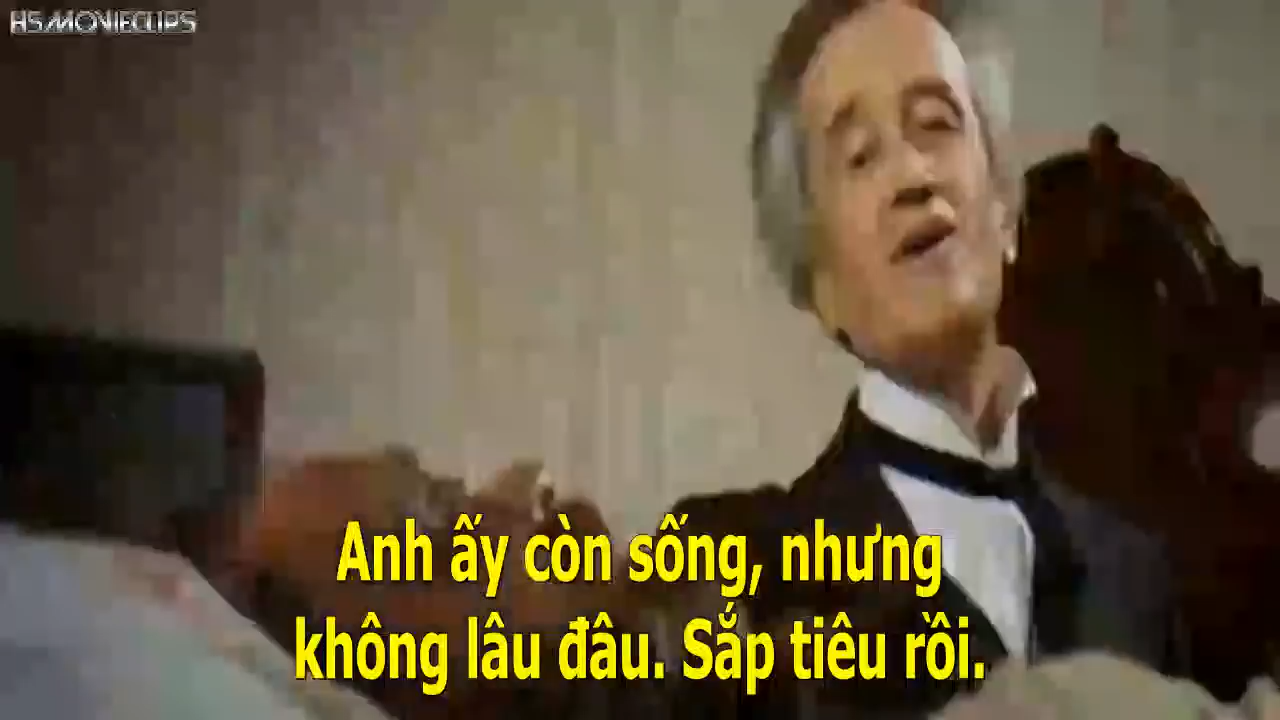 HSMOVIECLIPS
Anh ấy còn sống, nhưng
không lâu đâu. Sắp tiêu rồi.